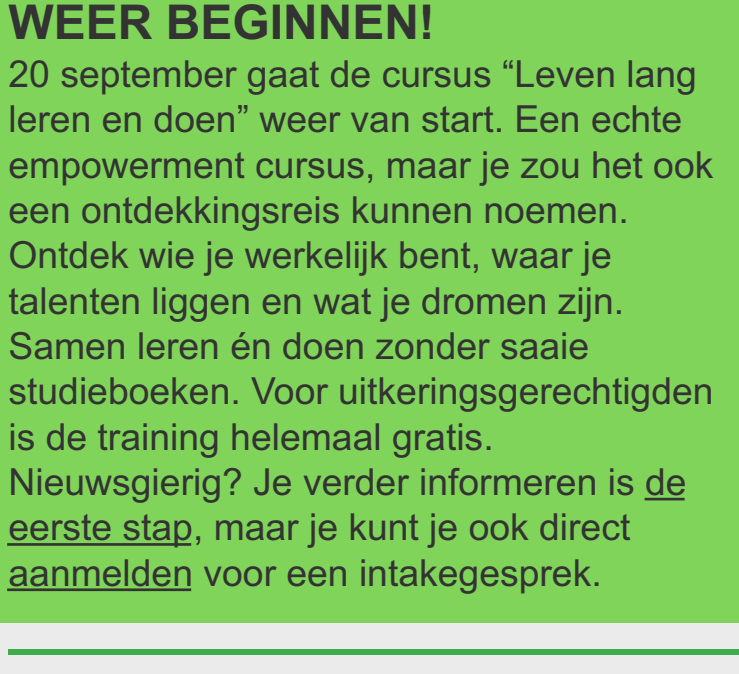 WEER BEGINNEN!
20 september gaat de cursus “Leven lang
leren en doen” weer van start. Een echte
empowerment cursus, maar je zou het ook
een ontdekkingsreis kunnen noemen.
Ontdek wie je werkelijk bent, waar je
talenten liggen en wat je dromen zijn.
Samen leren én doen zonder saaie
studieboeken. Voor uitkeringsgerechtigden
is de training helemaal gratis.
Nieuwsgierig? Je verder informeren is de
eerste stap, maar je kunt je ook direct
aanmelden voor een intakegesprek.